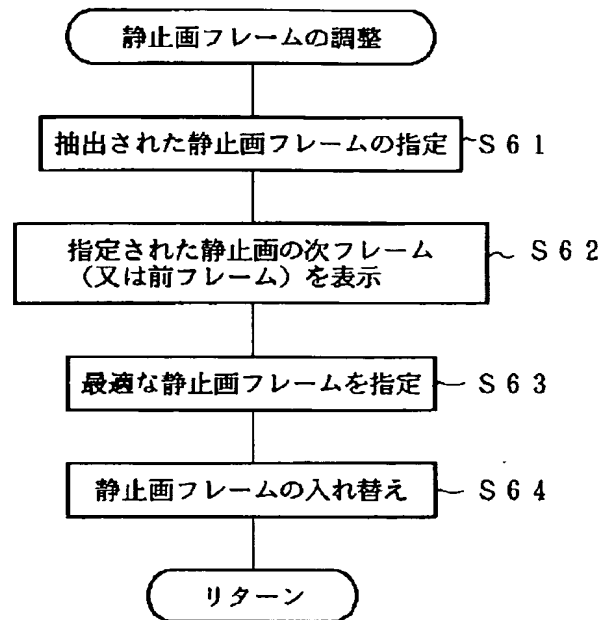 静止画フレームの調整
抽出された静止画フレームの指定 S61
指定された静止画の次フレーム
(又は前フレーム)を表示 S62
最適な静止画フレームを指定 S63
静止画フレームの入れ替え S64
リターン